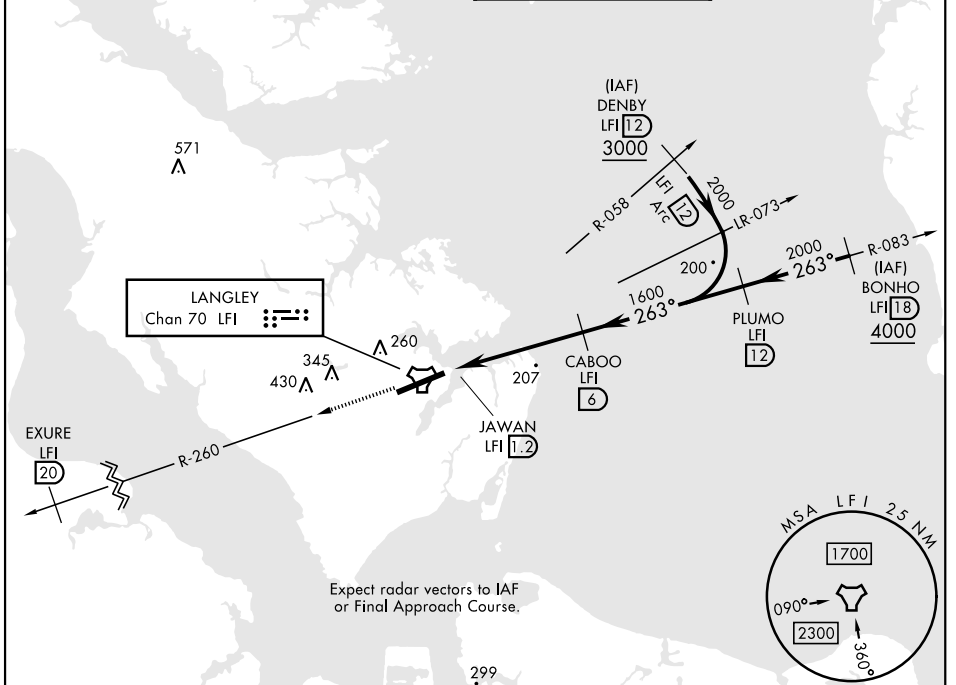 (IAF)
DENBY
LFI 12
3000
571
R-058
LFI 12 Arc
2000
LR-073
200
2000
263°
R-083
(IAF)
BONHO
LFI 18
4000
1600
263°
PLUMO
LFI
12
LANGLEY
Chan 70 LFI
260
345
430
207
CABOO
LFI
6
JAWAN
LFI 1.2
EXURE
LFI
20
R-260
MSA LFI 25 NM
1700
090°
2300
360°
Expect radar vectors to IAF
or Final Approach Course.
299